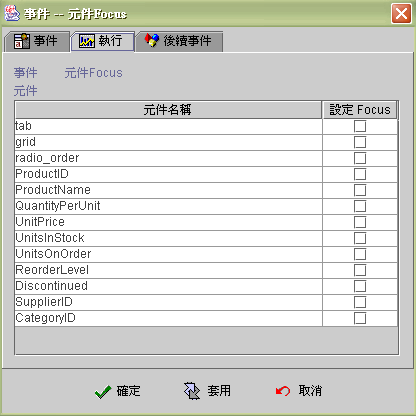 事件 -- 元件Focus
事件 執行 後續事件
事件 元件Focus
元件
元件名稱 設定 Focus
tab
grid
radio_order
ProductID
ProductName
QuantityPerUnit
UnitPrice
UnitsInStock
UnitsOnOrder
ReorderLevel
Discontinued
SupplierID
CategoryID
確定 套用 取消